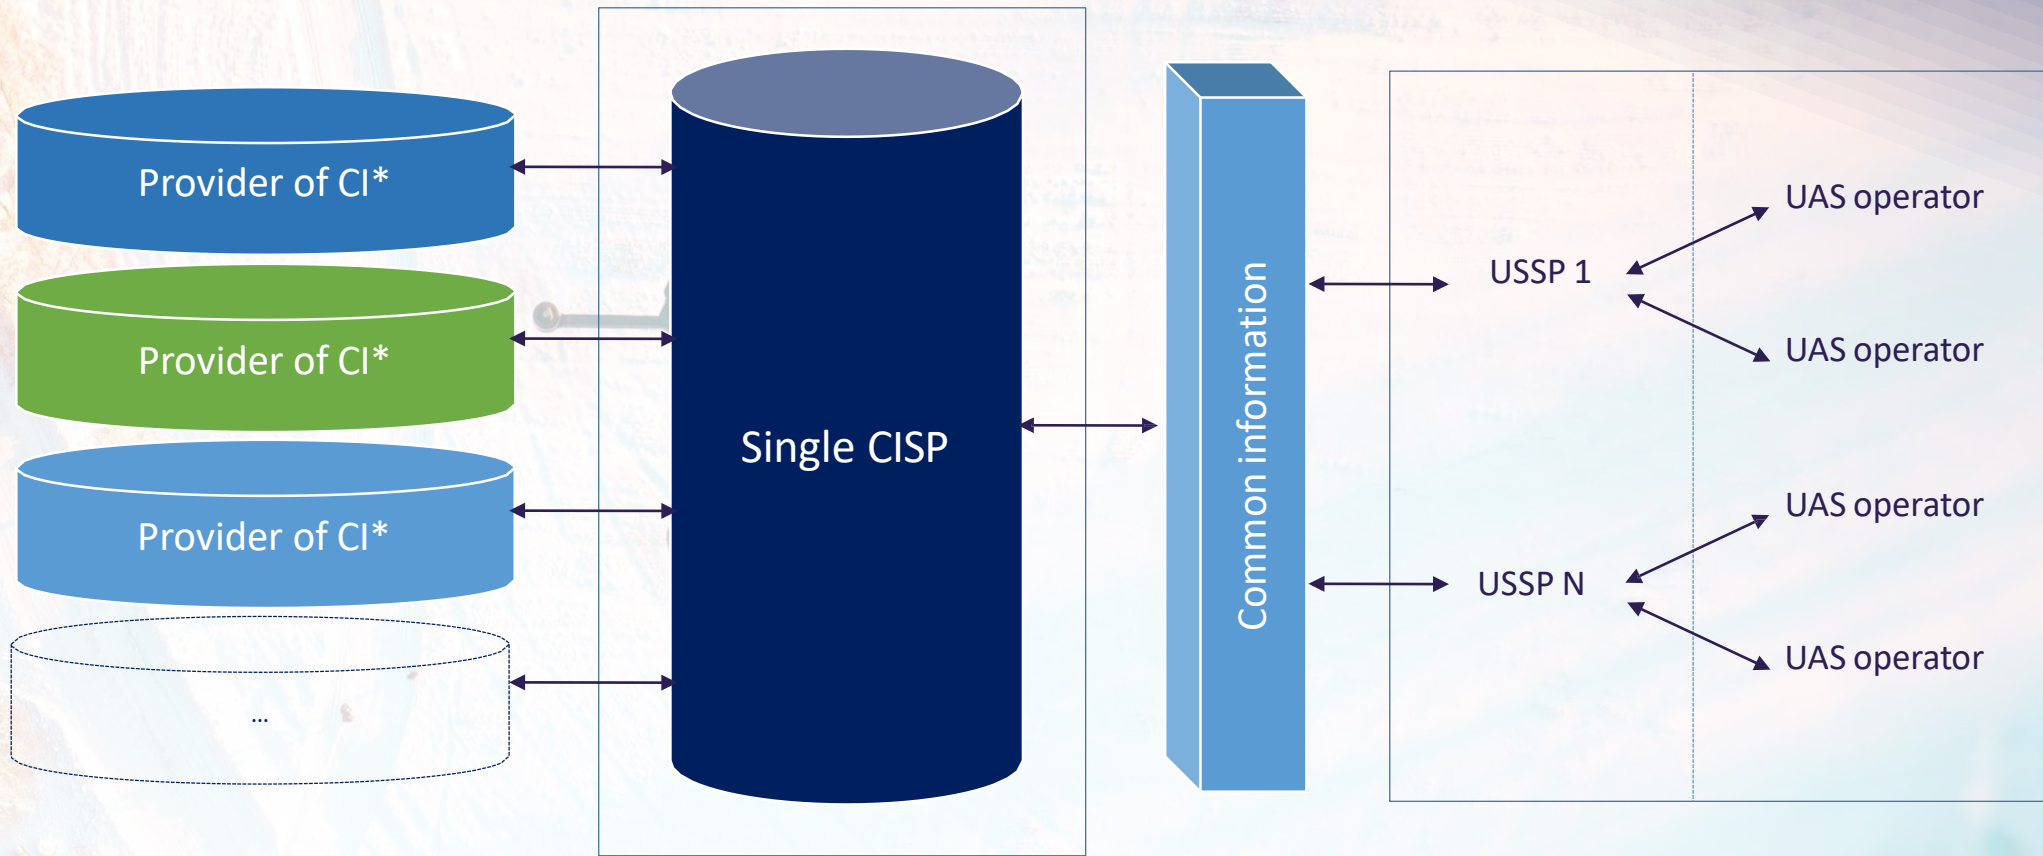 Provider of CI*
Provider of CI*
Provider of CI*
...
Single CISP
Common information
USSP 1
USSP N
UAS operator
UAS operator
UAS operator
UAS operator